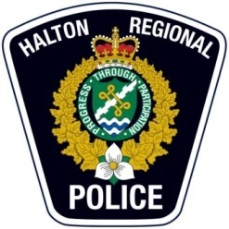 HALTON REGIONAL
PROGRESS · THROUGH · PARTICIPATION
POLICE